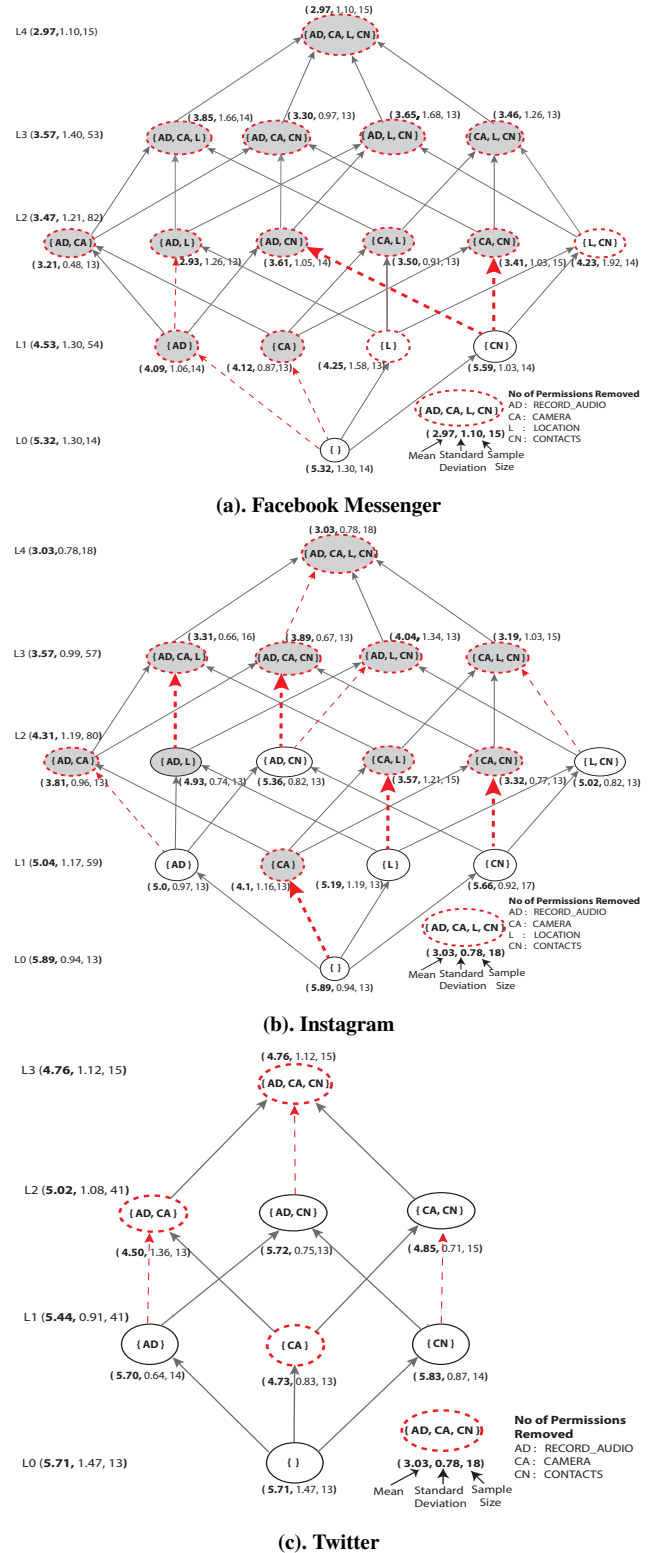 ( 2.97, 1.10, 15)
L4 (2.97,1.10,15)
{ AD, CA, L, CN }
( 3.85, 1.66,14) ( 3.30, 0.97, 13) (3.65, 1.68, 13) ( 3.46, 1.26, 13)
L3 (3.57, 1.40, 53)
{ AD, CA, L } { AD, CA, CN } { AD, L, CN } { CA, L, CN }
L2 (3.47, 1.21, 82)
{ AD, CA } { AD, L } { AD, CN } { CA, L } { CA, CN } { L, CN }
(3.21, 0.48, 13) (2.93, 1.26, 13) (3.61, 1.05, 14) ( 3.50, 0.91, 13) ( 3.41, 1.03, 15) ( 4.23, 1.92, 14)
L1 (4.53, 1.30, 54)
{ AD } { CA } { L } { CN }
(4.09, 1.06,14) (4.12, 0.87,13) (4.25, 1.58, 13) (5.59, 1.03, 14)
No of Permissions Removed
AD : RECORD_AUDIO
CA : CAMERA
L : LOCATION
CN : CONTACTS
{ AD, CA, L, CN }
( 2.97, 1.10, 15)
Mean Standard Deviation Sample Size
L0 (5.32, 1.30,14)
{ }
(5.32, 1.30, 14)
(a). Facebook Messenger
( 3.03, 0.78, 18)
L4 (3.03,0.78,18)
{ AD, CA, L, CN }
( 3.31, 0.66, 16) ( 3.89, 0.67, 13) ( 4.04, 1.34, 13) ( 3.19, 1.03, 15)
L3 (3.57, 0.99, 57)
{ AD, CA, L } { AD, CA, CN } { AD, L, CN } { CA, L, CN }
L2 (4.31, 1.19, 80)
{ AD, CA } { AD, L } { AD, CN } { CA, L } { CA, CN } { L, CN }
(3.81, 0.96, 13) (4.93, 0.74, 13) (5.36, 0.82, 13) (3.57, 1.21, 15) ( 3.32, 0.77, 13) (5.02, 0.82, 13)
L1 (5.04, 1.17, 59)
{ AD } { CA } { L } { CN }
(5.0, 0.97, 13) (4.1, 1.16,13) (5.19, 1.19, 13) (5.66, 0.92, 17)
No of Permissions Removed
AD : RECORD_AUDIO
CA : CAMERA
L : LOCATION
CN : CONTACTS
{ AD, CA, L, CN }
(3.03, 0.78, 18)
Mean Standard Deviation Sample Size
L0 (5.89, 0.94, 13)
{ }
(5.89, 0.94, 13)
(b). Instagram
( 4.76, 1.12, 15)
L3 (4.76, 1.12, 15)
{ AD, CA, CN }
L2 (5.02, 1.08, 41)
{ AD, CA } { AD, CN } { CA, CN }
(4.50, 1.36, 13) (5.72, 0.75,13) ( 4.85, 0.71, 15)
L1 (5.44, 0.91, 41)
{ AD } { CA } { CN }
(5.70, 0.64, 14) (4.73, 0.83, 13) (5.83, 0.87, 14)
{ AD, CA, CN }
(3.03, 0.78, 18)
Mean Standard Deviation Sample Size
No of Permissions
Removed
AD : RECORD_AUDIO
CA : CAMERA
CN : CONTACTS
L0 (5.71, 1.47, 13)
{ }
(5.71, 1.47, 13)
(c). Twitter